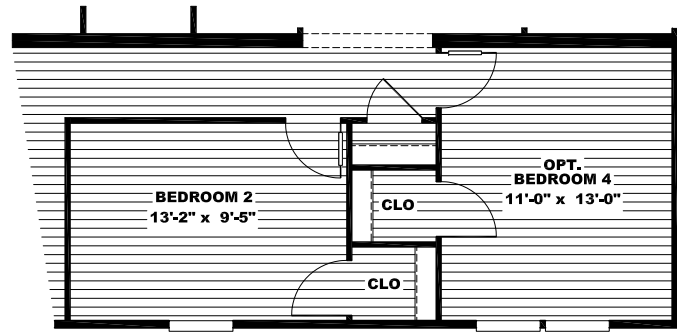 BEDROOM 2
13'-2" x 9'-5"
OPT.
BEDROOM 4
11'-0" x 13'-0"
CLO
CLO